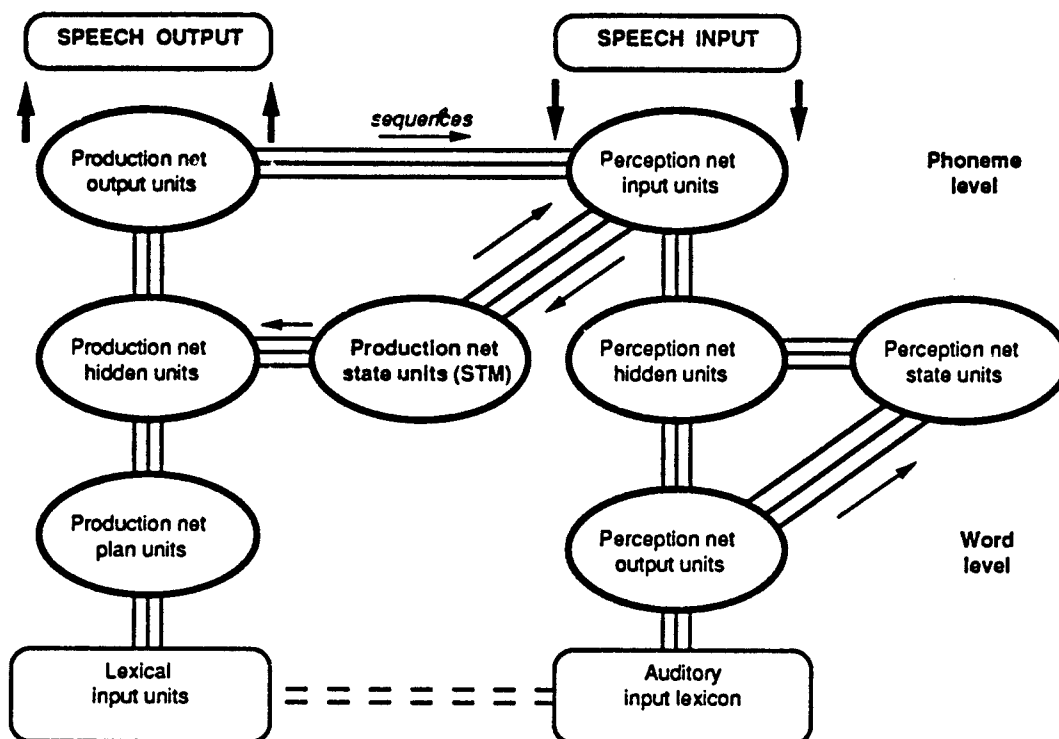 SPEECH OUTPUT
SPEECH INPUT
sequences
Production net
output units
Perception net
input units
Phoneme
level
Production net
hidden units
Production net
state units (STM)
Perception net
hidden units
Perception net
state units
Production net
plan units
Perception net
output units
Word
level
Lexical
input units
Auditory
input lexicon